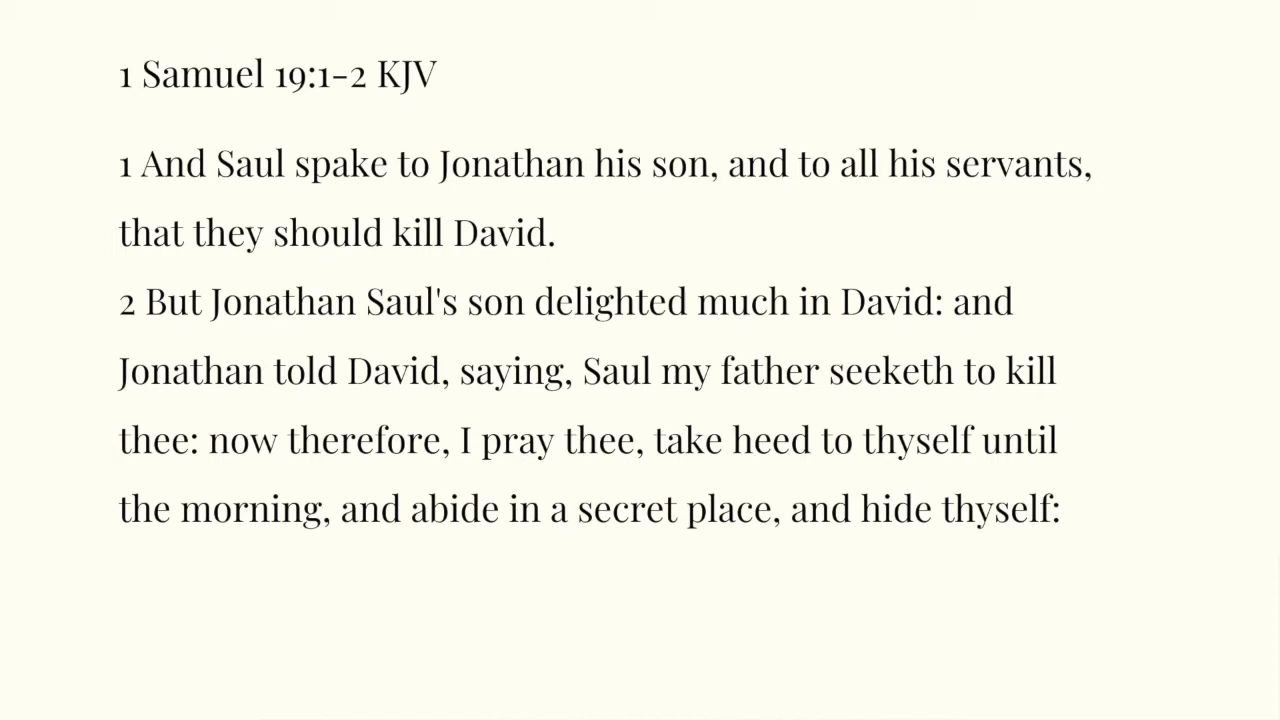 1 Samuel 19:1-2 KJV
1 And Saul spake to Jonathan his son, and to all his servants,
that they should kill David.
2 But Jonathan Saul's son delighted much in David: and
Jonathan told David, saying, Saul my father seeketh to kill
thee: now therefore, I pray thee, take heed to thyself until
the morning, and abide in a secret place, and hide thyself: